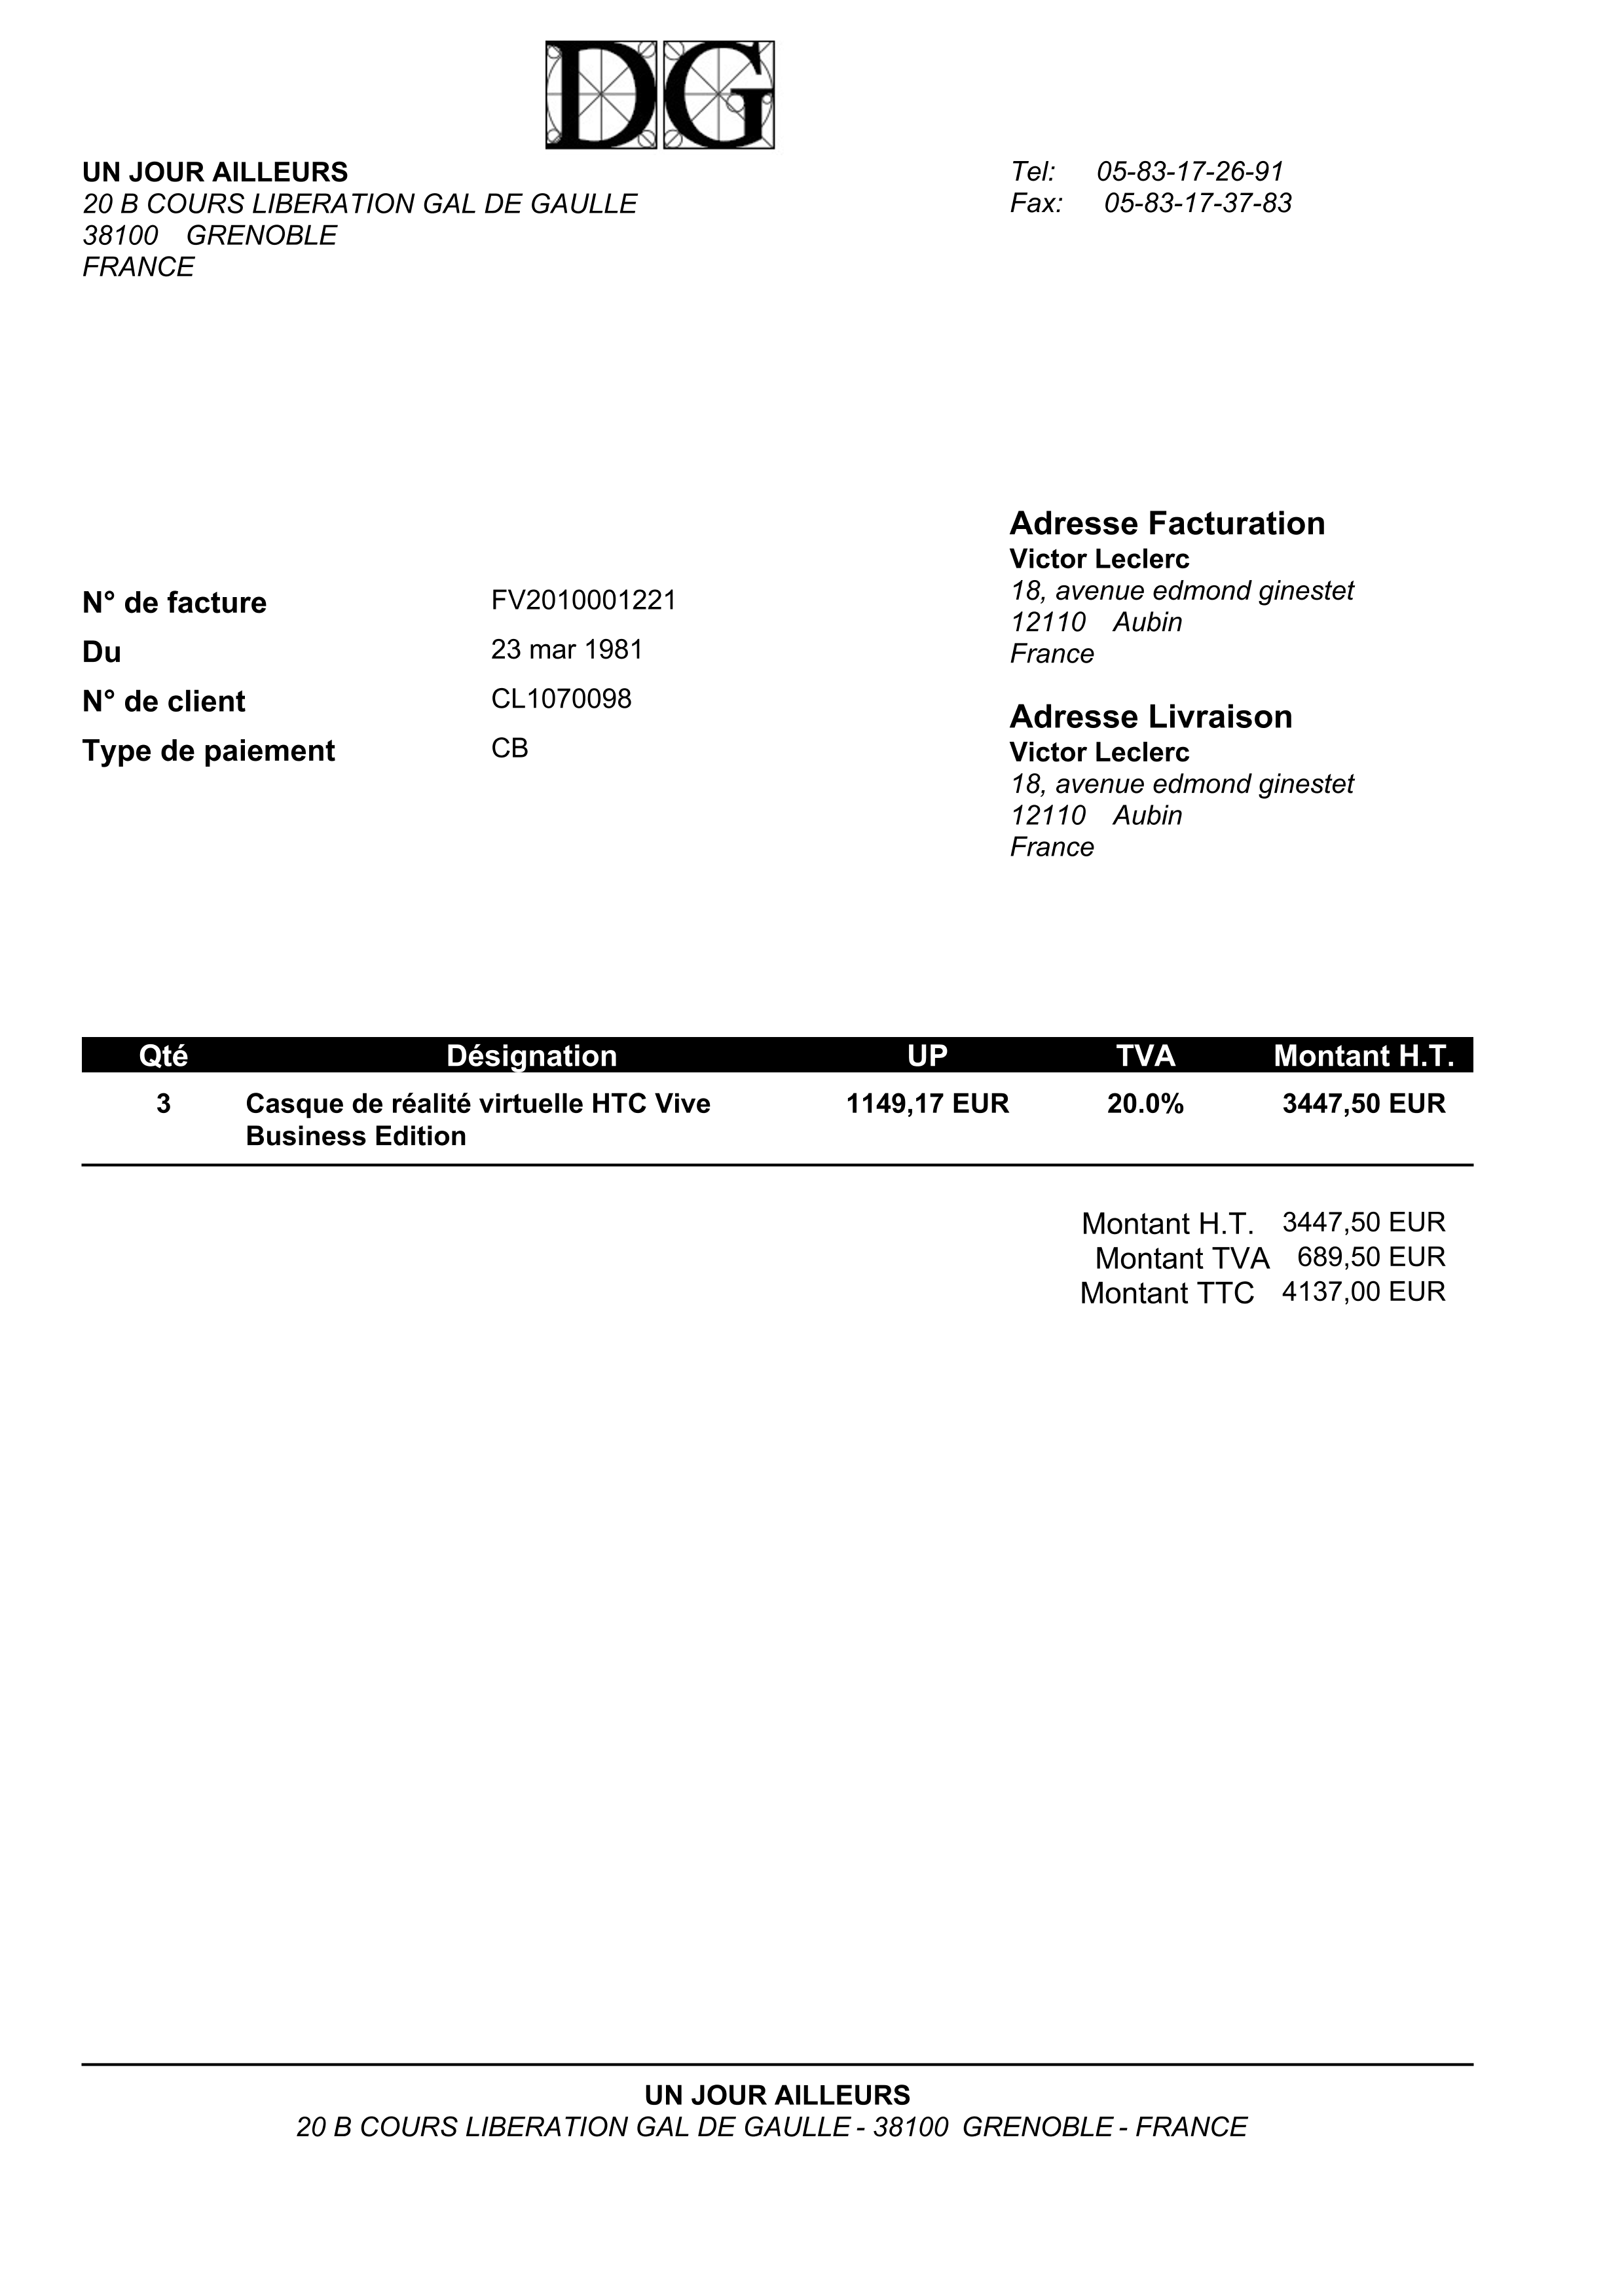 DG
UN JOUR AILLEURS
20 B COURS LIBERATION GAL DE GAULLE
38100 GRENOBLE
FRANCE
Tel: 05-83-17-26-91
Fax: 05-83-17-37-83
Adresse Facturation
Victor Leclerc
18, avenue edmond ginestet
12110 Aubin
France
N° de facture FV2010001221
Du 23 mar 1981
N° de client CL1070098
Type de paiement CB
Adresse Livraison
Victor Leclerc
18, avenue edmond ginestet
12110 Aubin
France
Qté Désignation UP TVA Montant H.T.
3 Casque de réalité virtuelle HTC Vive 1149,17 EUR 20.0% 3447,50 EUR
Business Edition
Montant H.T. 3447,50 EUR
Montant TVA 689,50 EUR
Montant TTC 4137,00 EUR
UN JOUR AILLEURS
20 B COURS LIBERATION GAL DE GAULLE - 38100 GRENOBLE - FRANCE